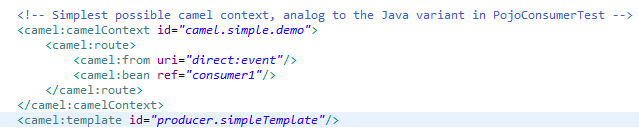 <!-- Simplest possible camel context, analog to the Java variant in PojoConsumerTest -->
<camel:camelContext id="camel.simple.demo">
<camel:route>
<camel:from uri="direct:event"/>
<camel:bean ref="consumer1"/>
</camel:route>
</camel:camelContext>
<camel:template id="producer.simpleTemplate"/>